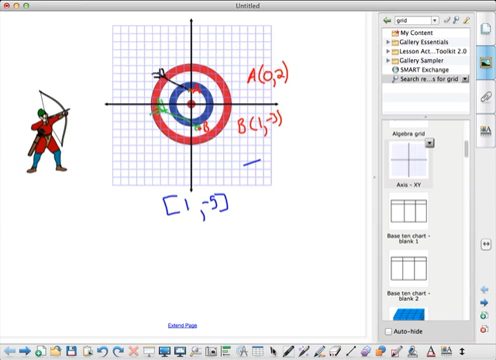 Untitled
grid
My Content
Gallery Essentials
Lesson Act... Toolkit 2.0
Gallery Sampler
SMART Exchange
Search re...s for grid
Algebra grid
Axis - XY
Base ten chart -
blank 1
Base ten chart -
blank 2
Auto-hide
A(0,2)
B(1,-3)
B
[1,-5]
Extend Page